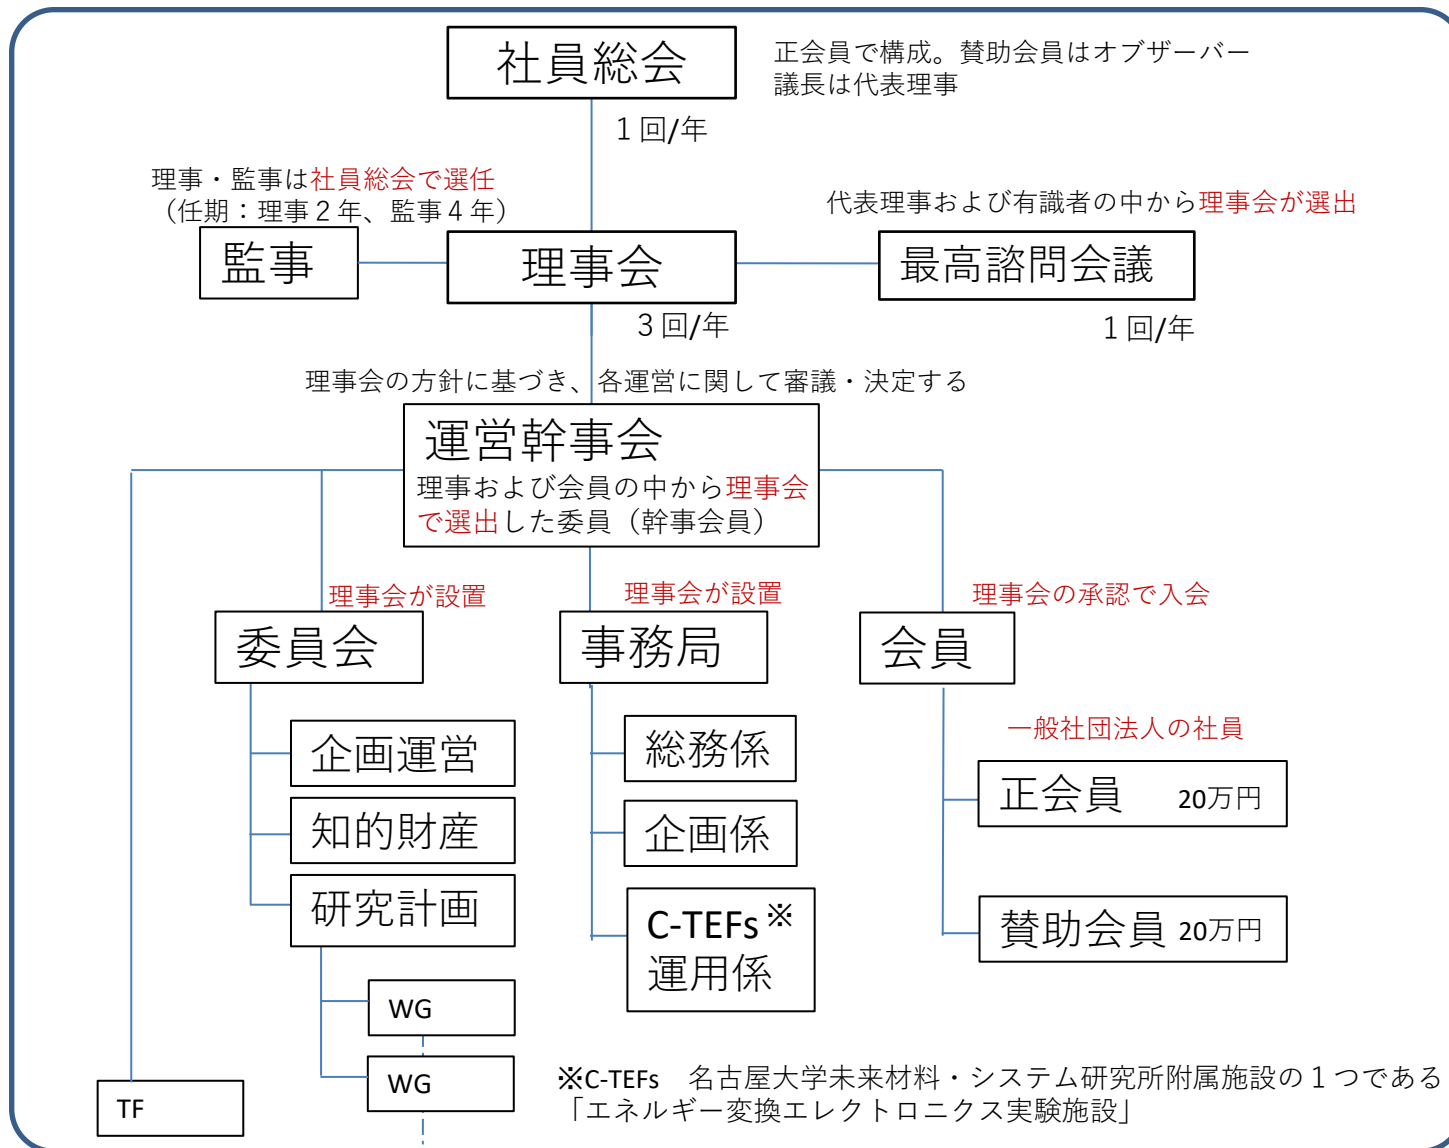 社員総会
正会員で構成。賛助会員はオブザーバー
議長は代表理事
１回/年
理事・監事は社員総会で選任
（任期：理事２年、監事４年）
代表理事および有識者の中から理事会が選出
監事
理事会
最高諮問会議
３回/年
１回/年
理事会の方針に基づき、各運営に関して審議・決定する
運営幹事会
理事および会員の中から理事会
で選出した委員（幹事会員）
理事会が設置
理事会が設置
理事会の承認で入会
委員会
事務局
会員
企画運営
知的財産
研究計画
WG
WG
TF
総務係
企画係
C-TEFs※
運用係
一般社団法人の社員
正会員 20万円
賛助会員 20万円
※C-TEFs　名古屋大学未来材料・システム研究所附属施設の１つである
「エネルギー変換エレクトロニクス実験施設」